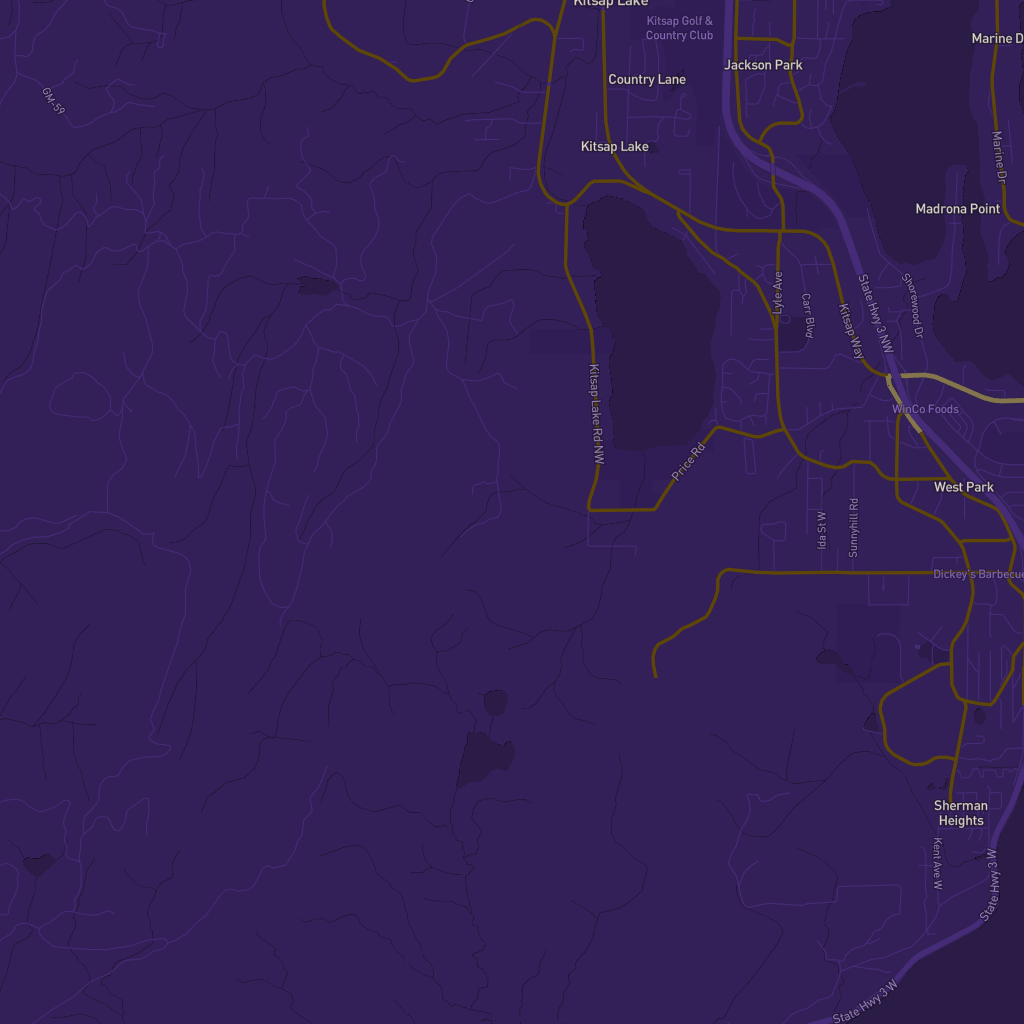 Kitsap Lake
Kitsap Golf &
Country Club
Marine D
Jackson Park
Country Lane
GM-59
Kitsap Lake
Marine Dr
Madrona Point
Lyle Ave
Carr Blvd
Kitsap Way
State Hwy 3 NW
Shorewood Dr
Kitsap Lake Rd NW
WinCo Foods
Price Rd
West Park
Ida St W
Sunnyhill Rd
Dickey's Barbecue
Sherman
Heights
Kent Ave W
State Hwy 3 W
State Hwy 3 W